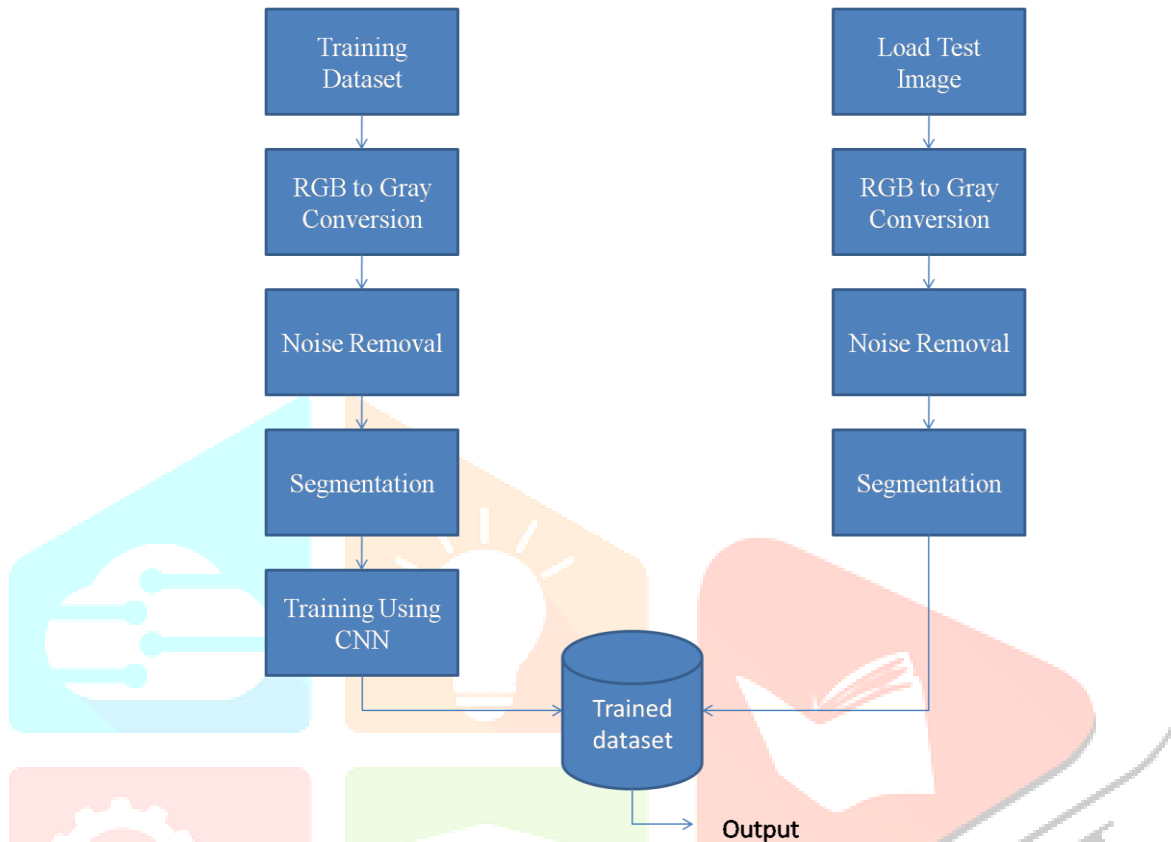 Training
Dataset
RGB to Gray
Conversion
Noise Removal
Segmentation
Training Using
CNN
Load Test
Image
RGB to Gray
Conversion
Noise Removal
Segmentation
Trained
dataset
Output